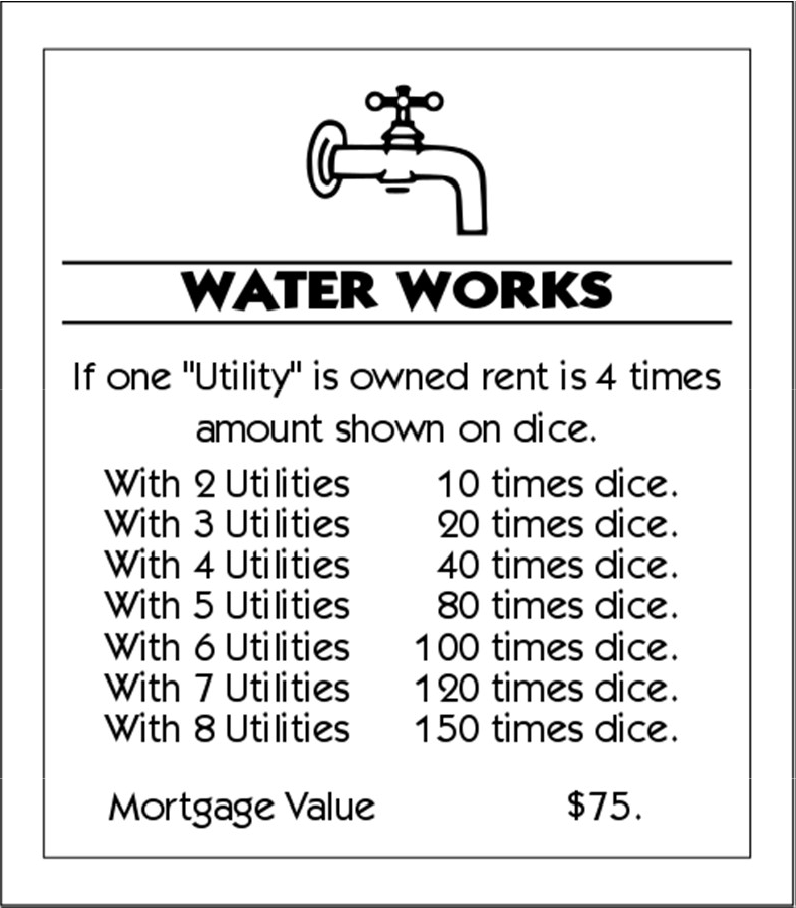 WATER WORKS
If one "Utility" is owned rent is 4 times
amount shown on dice.
With 2 Utilities 10 times dice.
With 3 Utilities 20 times dice.
With 4 Utilities 40 times dice.
With 5 Utilities 80 times dice.
With 6 Utilities 100 times dice.
With 7 Utilities 120 times dice.
With 8 Utilities 150 times dice.
Mortgage Value $75.